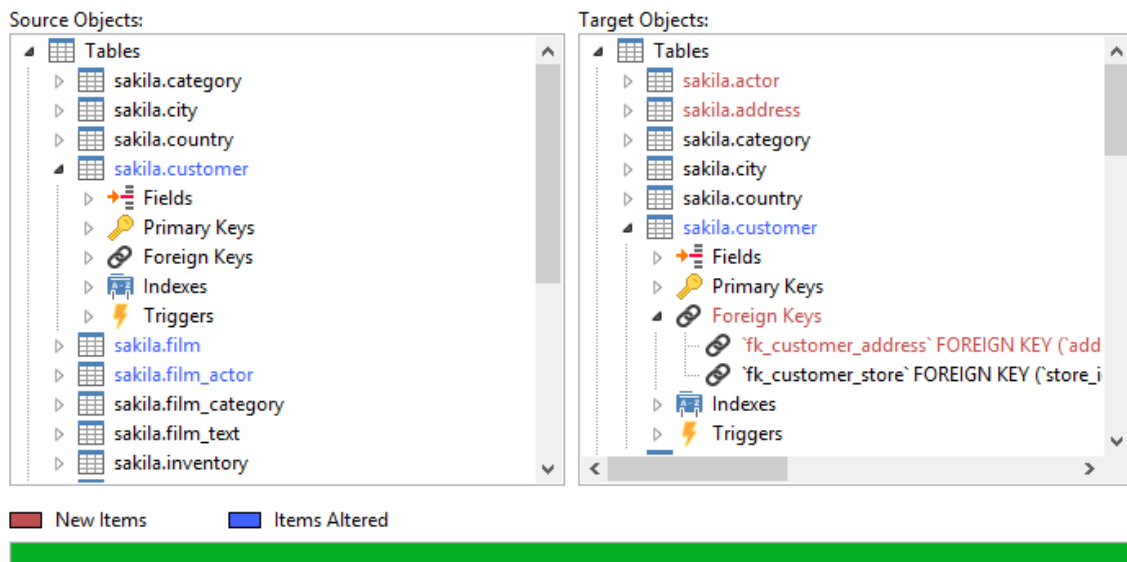 Source Objects:
Tables
sakila.category
sakila.city
sakila.country
sakila.customer
Fields
Primary Keys
Foreign Keys
Indexes
Triggers
sakila.film
sakila.film_actor
sakila.film_category
sakila.film_text
sakila.inventory
Target Objects:
Tables
sakila.actor
sakila.address
sakila.category
sakila.city
sakila.country
sakila.customer
Fields
Primary Keys
Foreign Keys
`fk_customer_address` FOREIGN KEY (`add
`fk_customer_store` FOREIGN KEY (`store_i
Indexes
Triggers
New Items
Items Altered